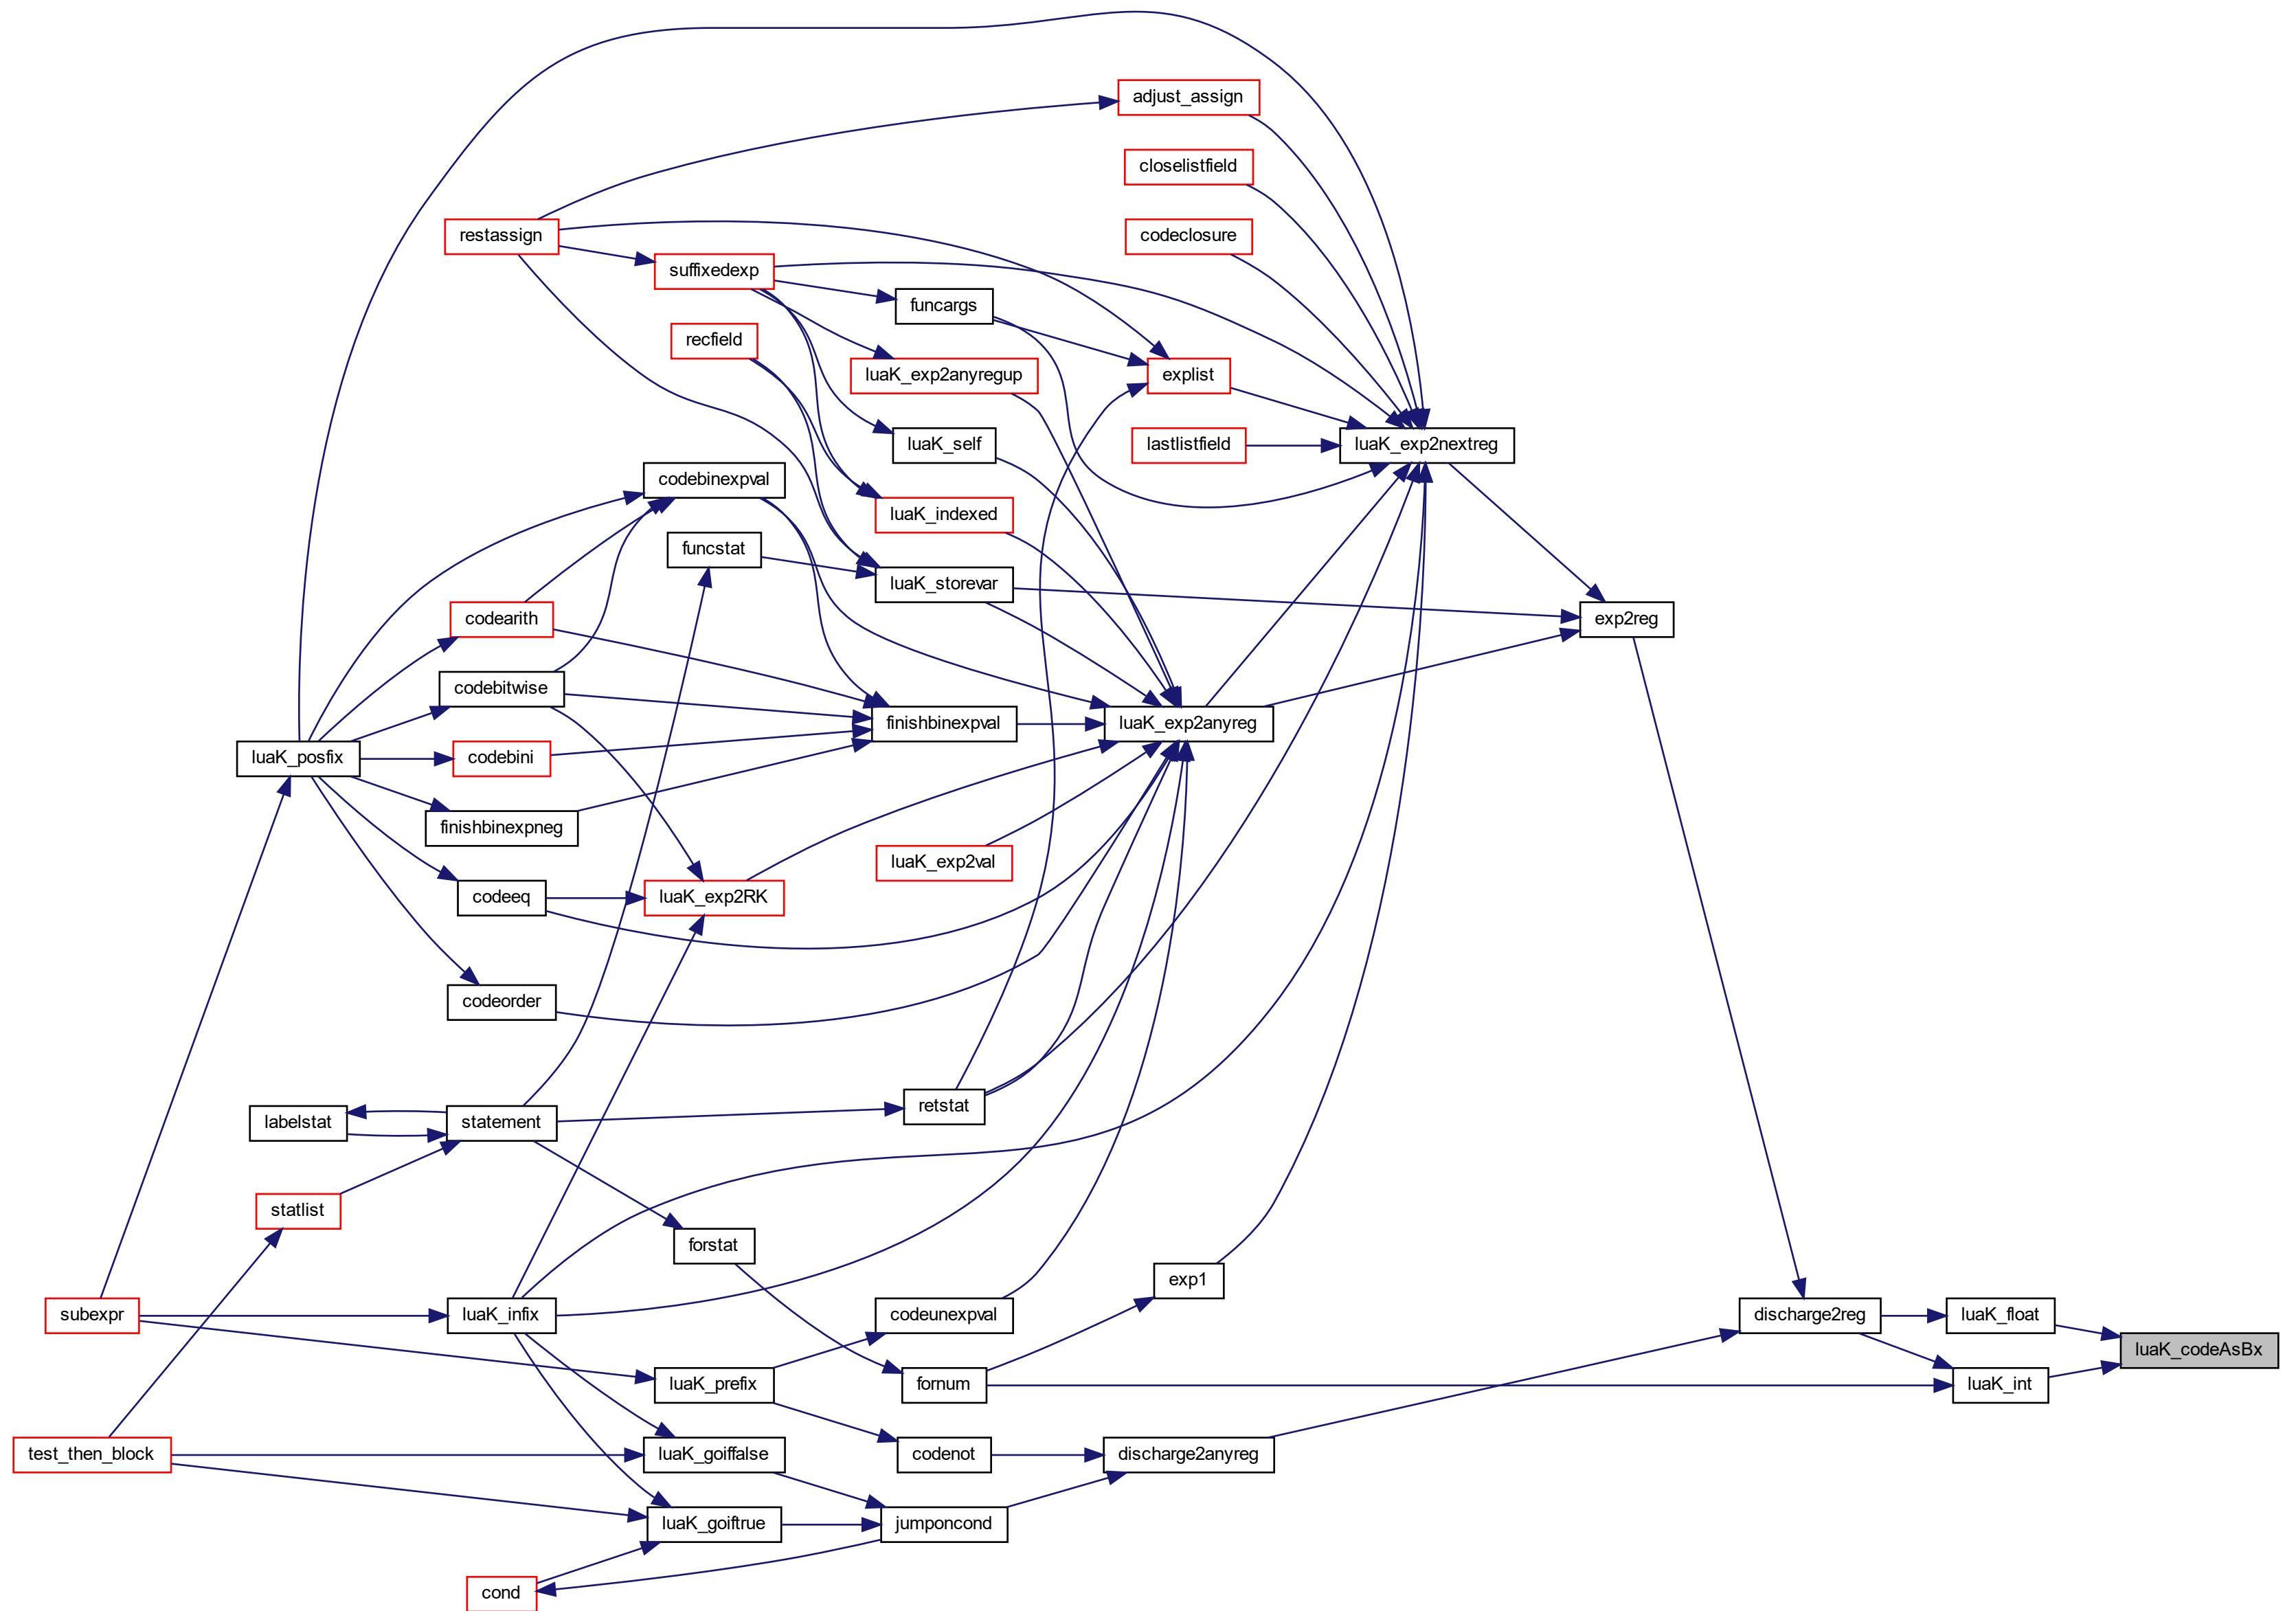 adjust_assign
closelistfield
codeclosure
restassign
suffixedexp
funcargs
recfield
luaK_exp2anyregup
explist
luaK_self
lastlistfield
luaK_exp2nextreg
codebinexpval
luaK_indexed
funcstat
luaK_storevar
codearith
exp2reg
codebitwise
finishbinexpval
luaK_exp2anyreg
luaK_posfix
codebini
finishbinexpneg
luaK_exp2val
codeeq
luaK_exp2RK
codeorder
labelstat
statement
retstat
statlist
forstat
exp1
subexpr
luaK_infix
codeunexpval
discharge2reg
luaK_float
luaK_codeAsBx
luaK_prefix
fornum
luaK_int
test_then_block
luaK_goiffalse
codenot
discharge2anyreg
luaK_goiftrue
jumponcond
cond